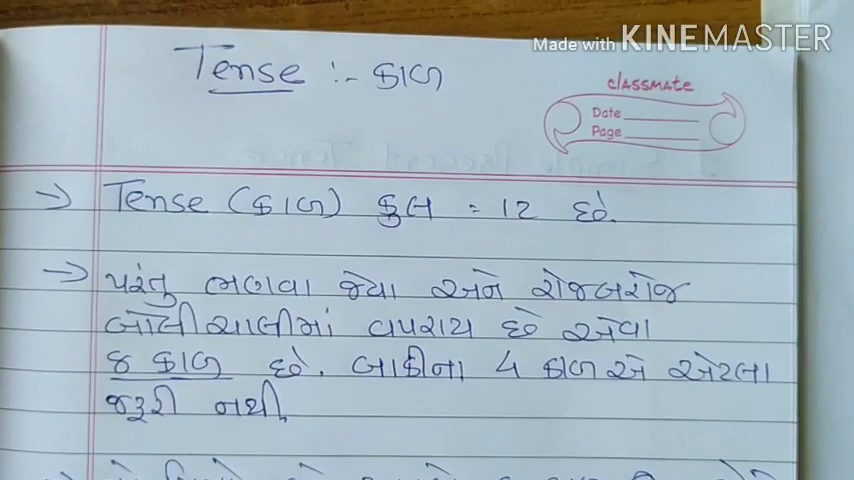 Made with KINEMASTER
Tense :- કાળ
classmate
Date
Page
→ Tense (કાળ) કુલ = 12 છે.
→ પરંતુ ભણવા જેવા અને રોજબરોજ
બોલીચાલીમાં વપરાય છે એવા
૪ કાળ છે. બાકીના 4 કાળ એ એટલા
જરૂરી નથી.